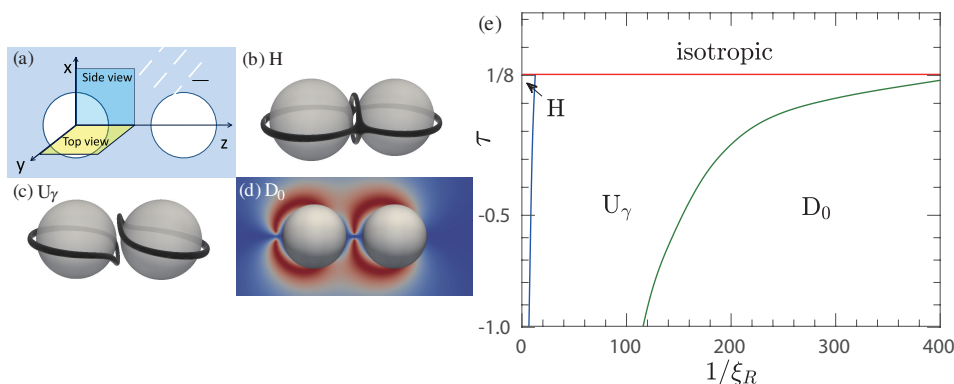 (a)
x
Side view
Top view
y
z
(b) H
(c) Uγ
(d) D₀
(e)
isotropic
1/8
H
τ
Uγ
D₀
-0.5
-1.0
0
100
200
300
400
1/ξR